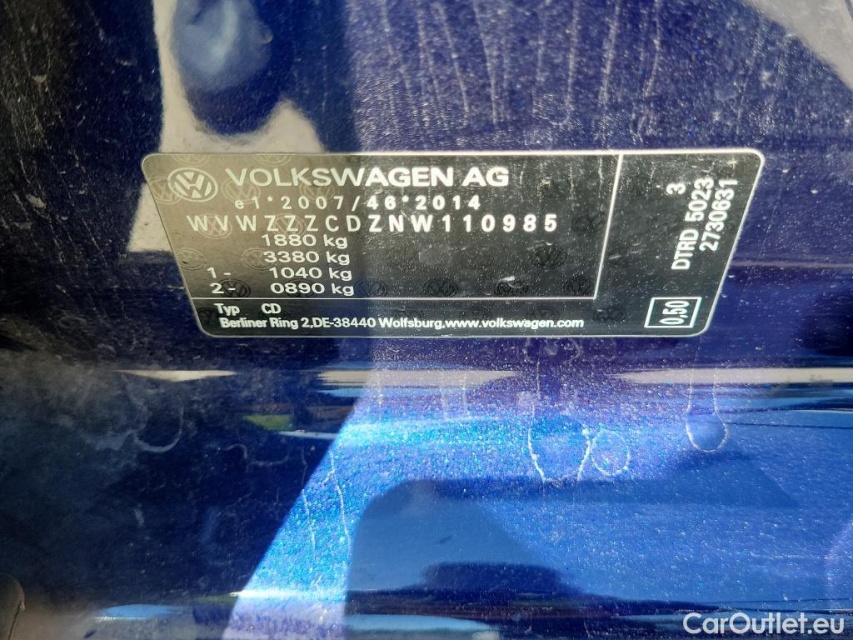 VOLKSWAGEN AG
e1*2007/46*2014
WVWZZZCDZNW110985
1880 kg
3380 kg
1- 1040 kg
2- 0890 kg
Typ CD
Berliner Ring 2,DE-38440 Wolfsburg,www.volkswagen.com
3
DTRD 5023
2730631
0,50
CarOutlet.eu